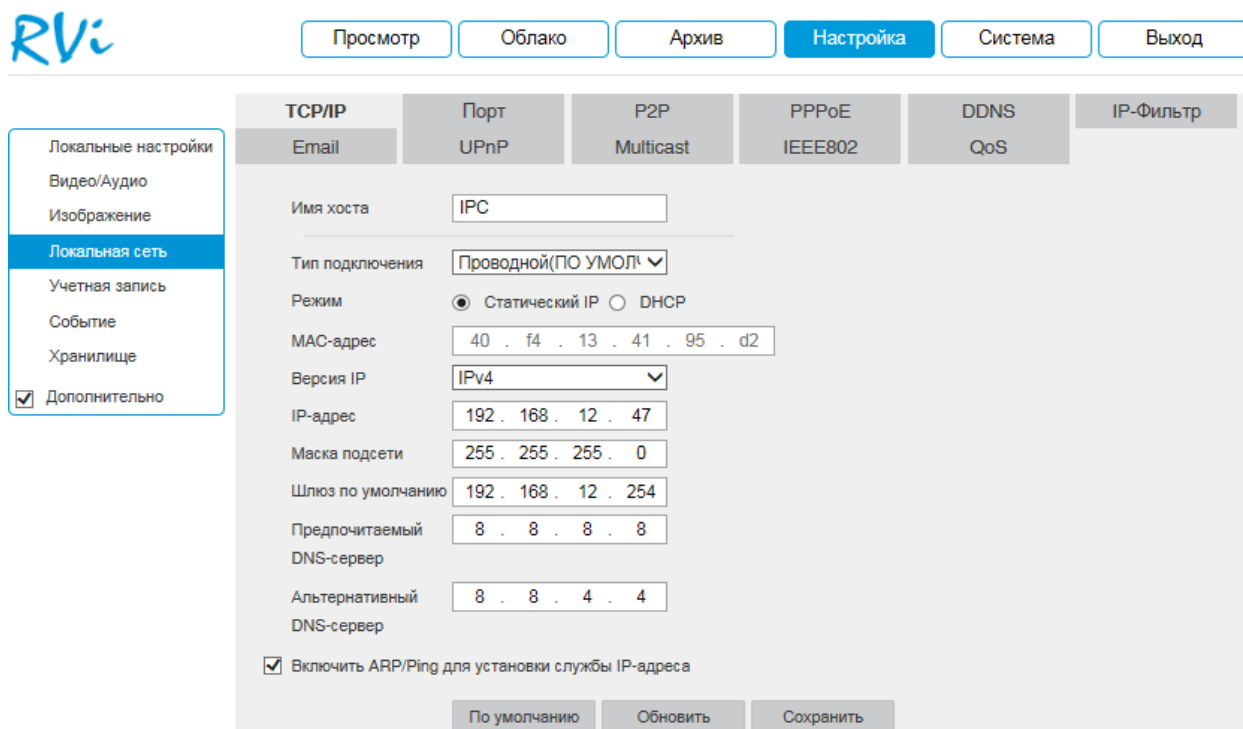 RVi
Просмотр Облако Архив Настройка Система Выход
TCP/IP Порт P2P PPPoE DDNS IP-Фильтр
Email UPnP Multicast IEEE802 QoS
Локальные настройки
Видео/Аудио
Изображение
Локальная сеть
Учетная запись
Событие
Хранилище
Дополнительно
Имя хоста IPC
Тип подключения Проводной(ПО УМОЛЧ
Режим Статический IP DHCP
MAC-адрес 40 . f4 . 13 . 41 . 95 . d2
Версия IP IPv4
IP-адрес 192 . 168 . 12 . 47
Маска подсети 255 . 255 . 255 . 0
Шлюз по умолчанию 192 . 168 . 12 . 254
Предпочитаемый 8 . 8 . 8 . 8
DNS-сервер
Альтернативный 8 . 8 . 4 . 4
DNS-сервер
Включить ARP/Ping для установки службы IP-адреса
По умолчанию Обновить Сохранить